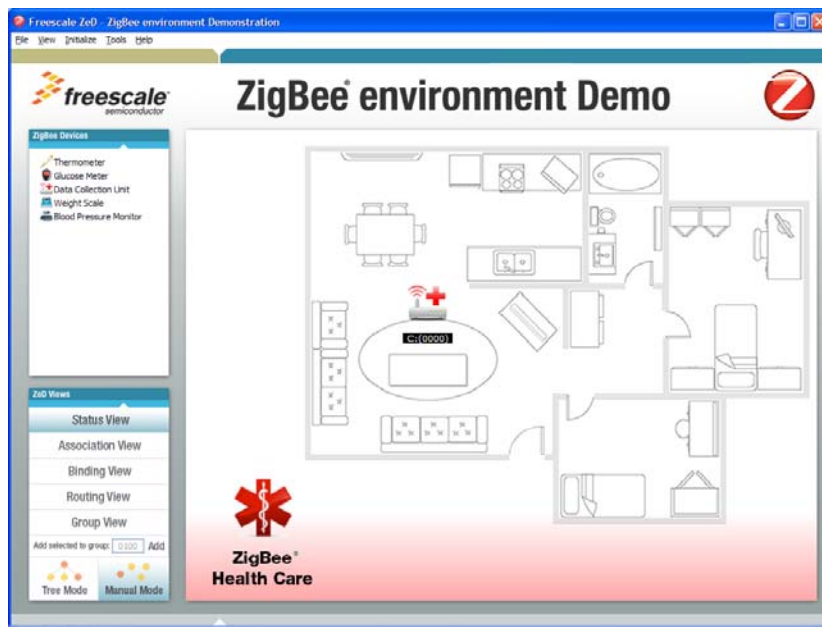 Freescale ZeD - ZigBee environment Demonstration
File View Initialize Tools Help
freescale™
semiconductor
ZigBee® environment Demo
Z
ZigBee Devices
Thermometer
Glucose Meter
Data Collection Unit
Weight Scale
Blood Pressure Monitor
C:(0000)
ZeD Views
Status View
Association View
Binding View
Routing View
Group View
Add selected to group: 0100 Add
Tree Mode Manual Mode
ZigBee®
Health Care